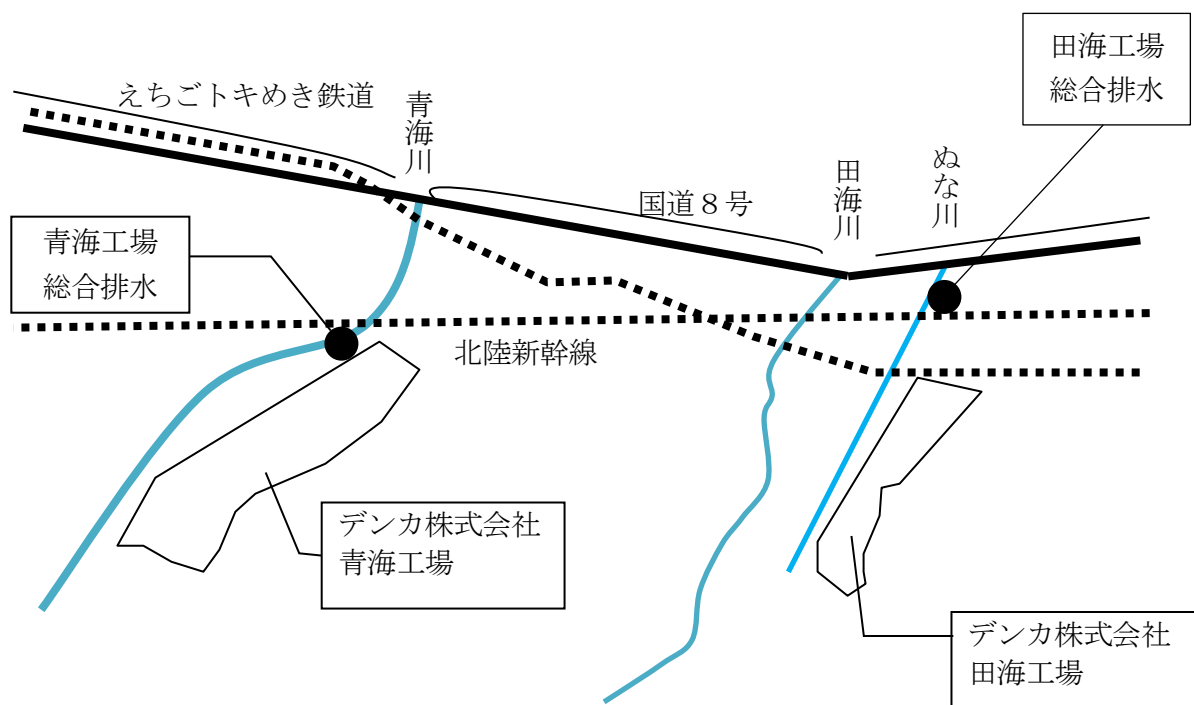 田海工場
総合排水
えちごトキめき鉄道
青海川
ぬな川
田海川
国道８号
青海工場
総合排水
北陸新幹線
デンカ株式会社
青海工場
デンカ株式会社
田海工場